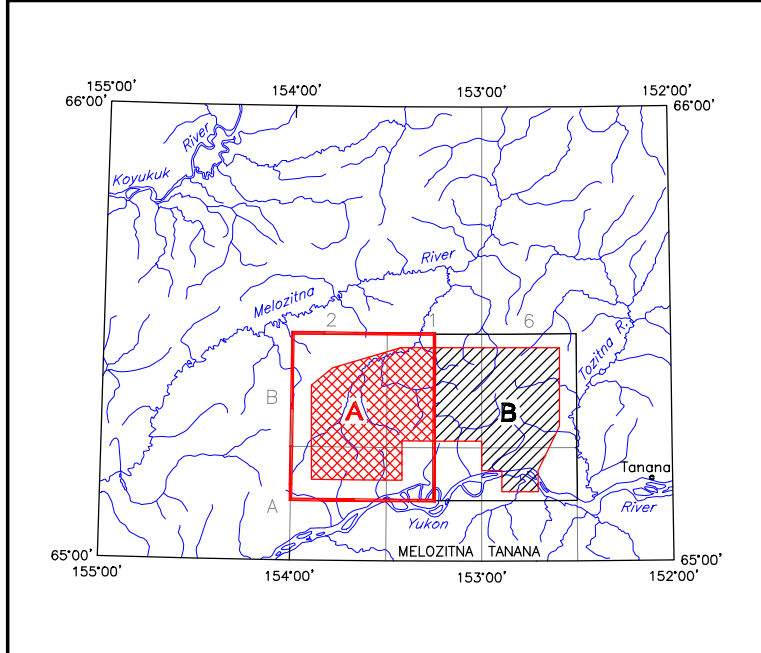 155°00' 154°00' 153°00' 152°00'
66°00' 66°00'
River
Koyukuk
River
Melozitna
2 1 6
Tozitna R.
B
A B
Tanana
A
Yukon River
MELOZITNA TANANA
65°00' 65°00'
155°00' 154°00' 153°00' 152°00'